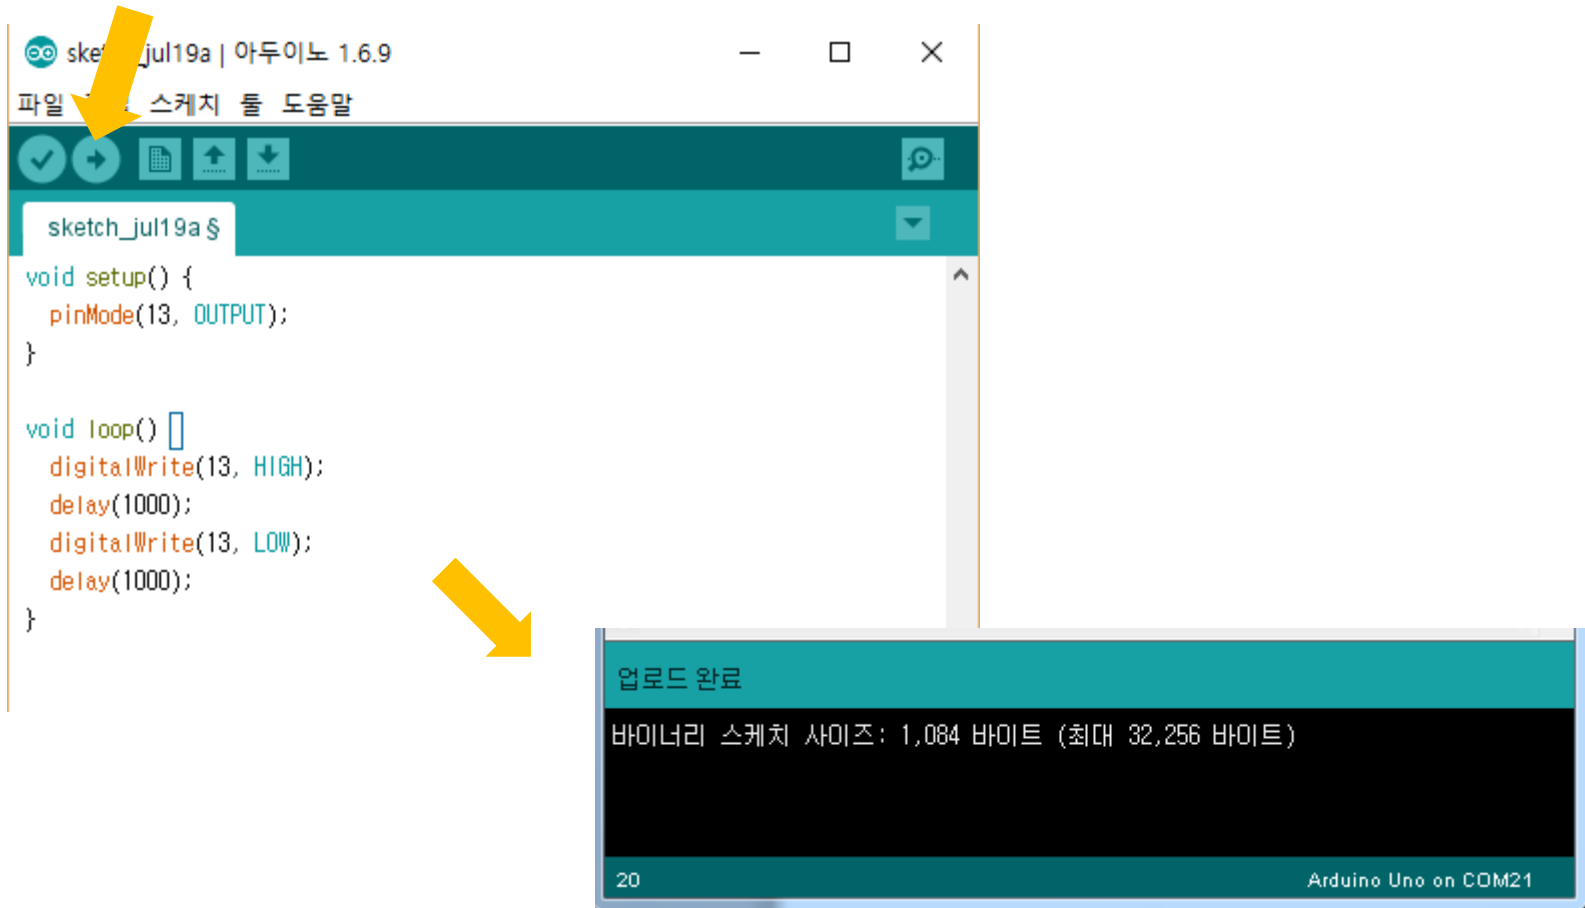 jul19a | 아두이노 1.6.9
파일 스케치 툴 도움말
sketch_jul19a §
void setup() {
pinMode(13, OUTPUT);
}
void loop()
digitalWrite(13, HIGH);
delay(1000);
digitalWrite(13, LOW);
delay(1000);
}
업로드 완료
바이너리 스케치 사이즈: 1,084 바이트 (최대 32,256 바이트)
20
Arduino Uno on COM21